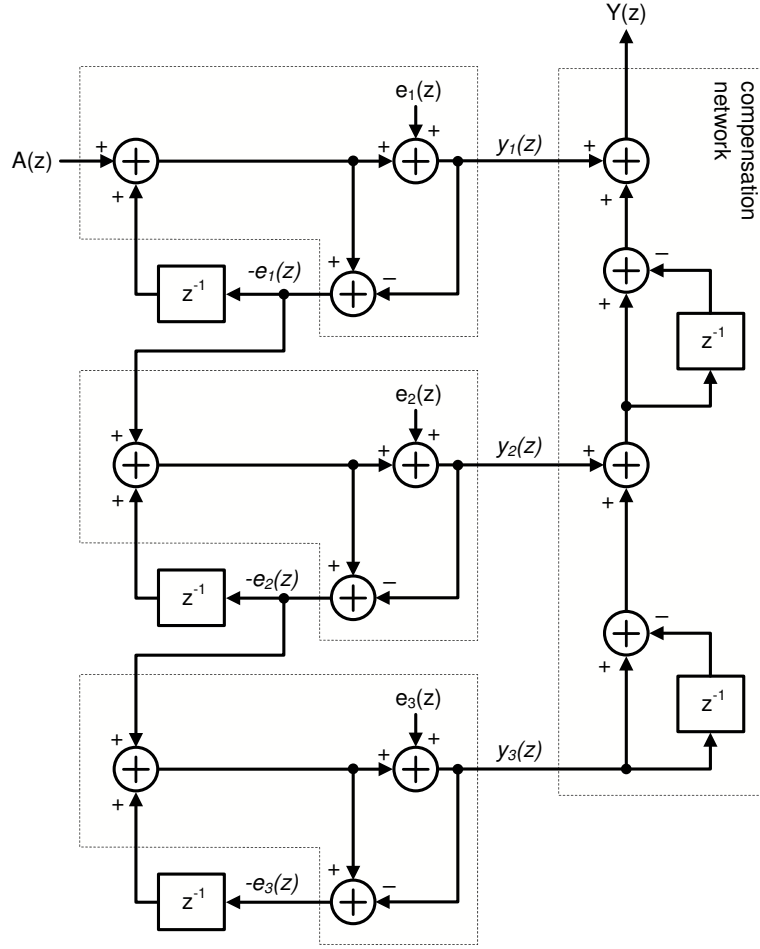 Y(z)
compensation
network
e₁(z)
+ + + y₁(z) +
A(z)
+ +
+ −
-e₁(z) + −
z⁻¹ +
z⁻¹
e₂(z)
+ + + y₂(z) +
+ +
+ −
-e₂(z)
z⁻¹ −
+
z⁻¹
e₃(z)
+ + + y₃(z)
+
+ −
-e₃(z)
z⁻¹